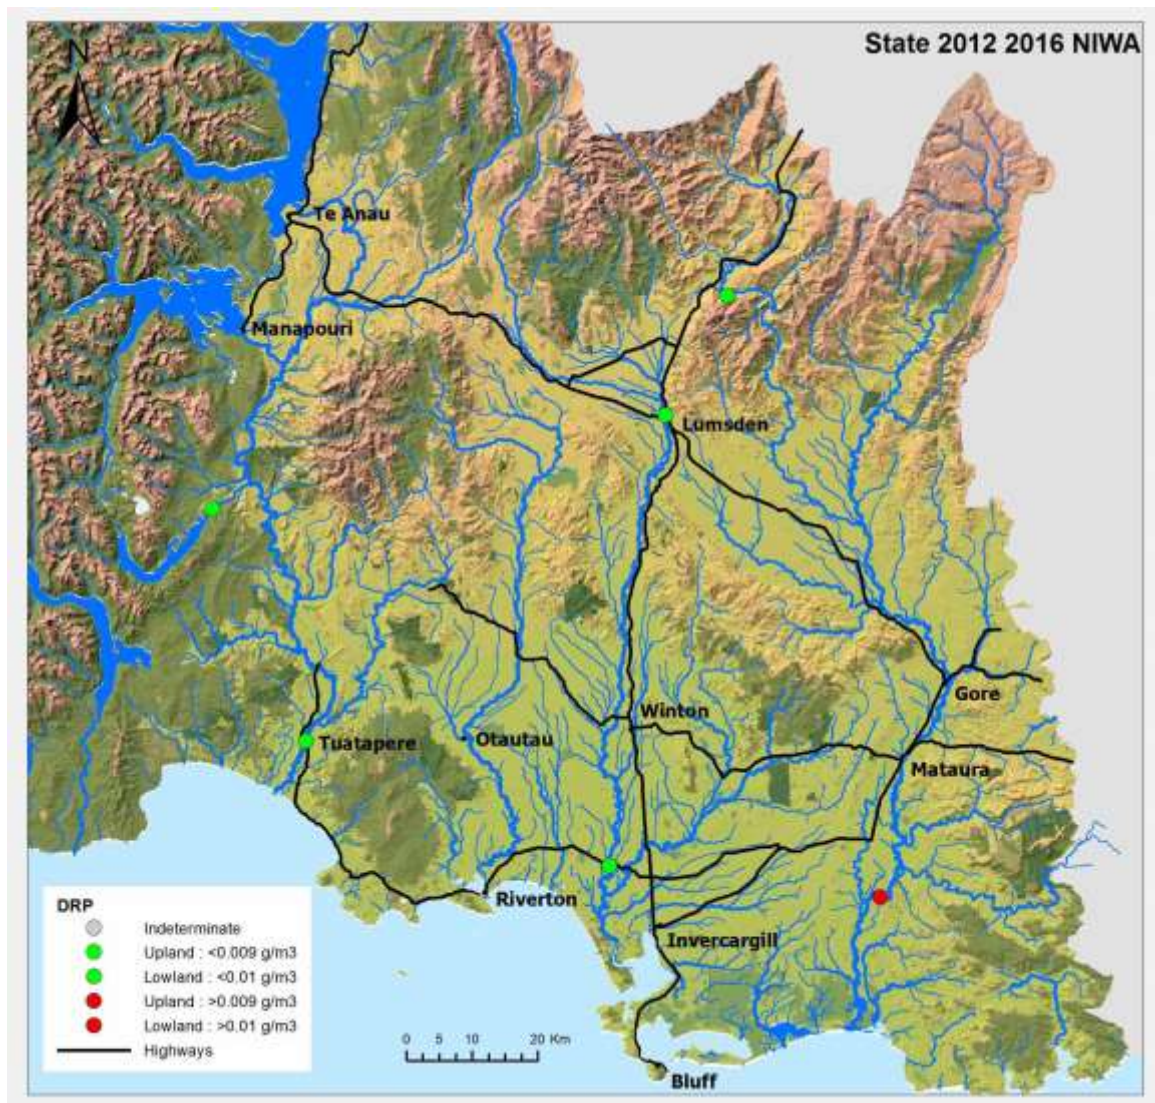 State 2012 2016 NIWA
N
Te Anau
Manapouri
Lumsden
Gore
Winton
Tuatapere
Otautau
Mataura
Riverton
Invercargill
Bluff
DRP
Indeterminate
Upland : <0.009 g/m3
Lowland : <0.01 g/m3
Upland : >0.009 g/m3
Lowland : >0.01 g/m3
Highways
0 5 10 20 Km